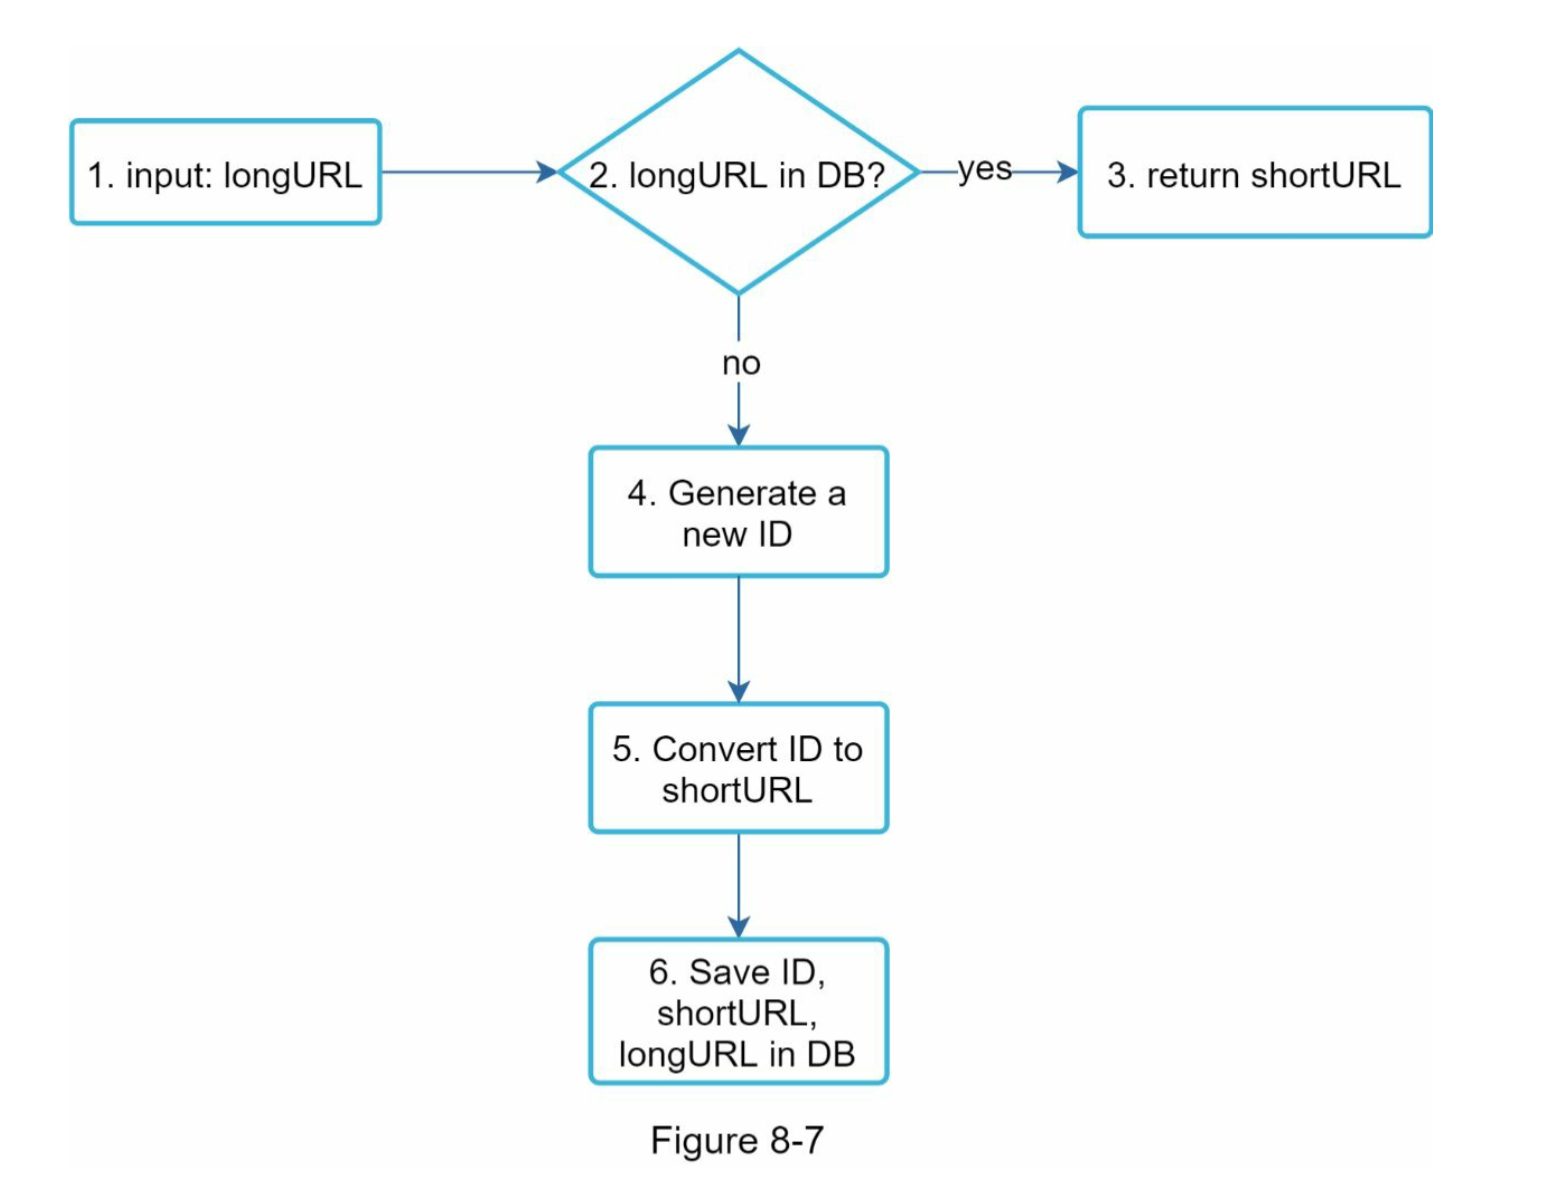 1. input: longURL
2. longURL in DB?
yes
3. return shortURL
no
4. Generate a
new ID
5. Convert ID to
shortURL
6. Save ID,
shortURL,
longURL in DB
Figure 8-7